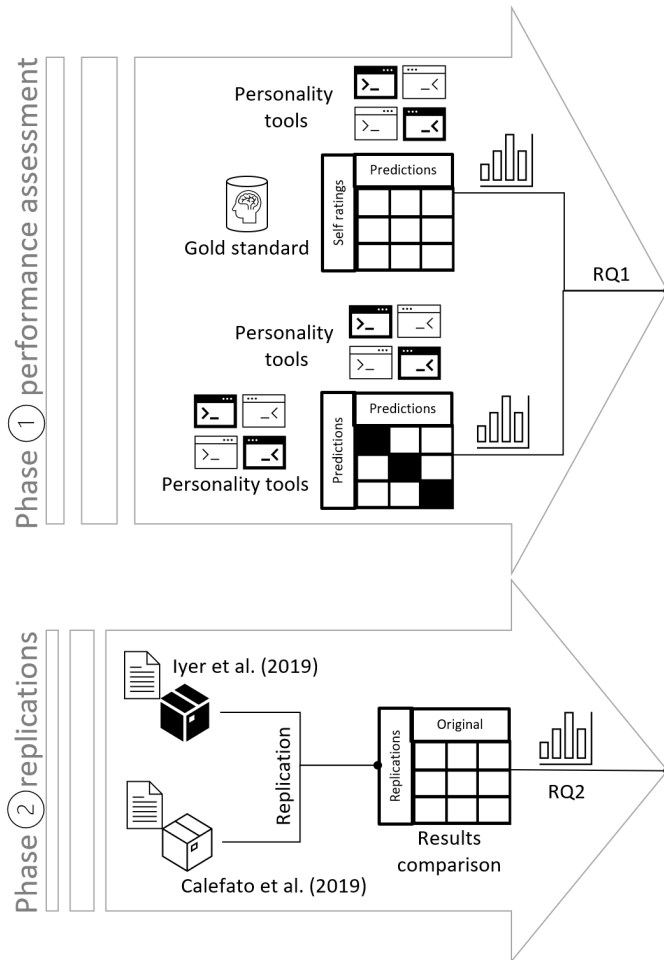 Phase 1 performance assessment
Personality
tools
>_
_<
>_
_<
Predictions
Self ratings
Gold standard
RQ1
Personality
tools
>_
_<
>_
_<
Predictions
Predictions
>_
_<
>_
_<
Personality tools
Phase 2 replications
Iyer et al. (2019)
Replication
Calefato et al. (2019)
Original
Replications
Results
comparison
RQ2